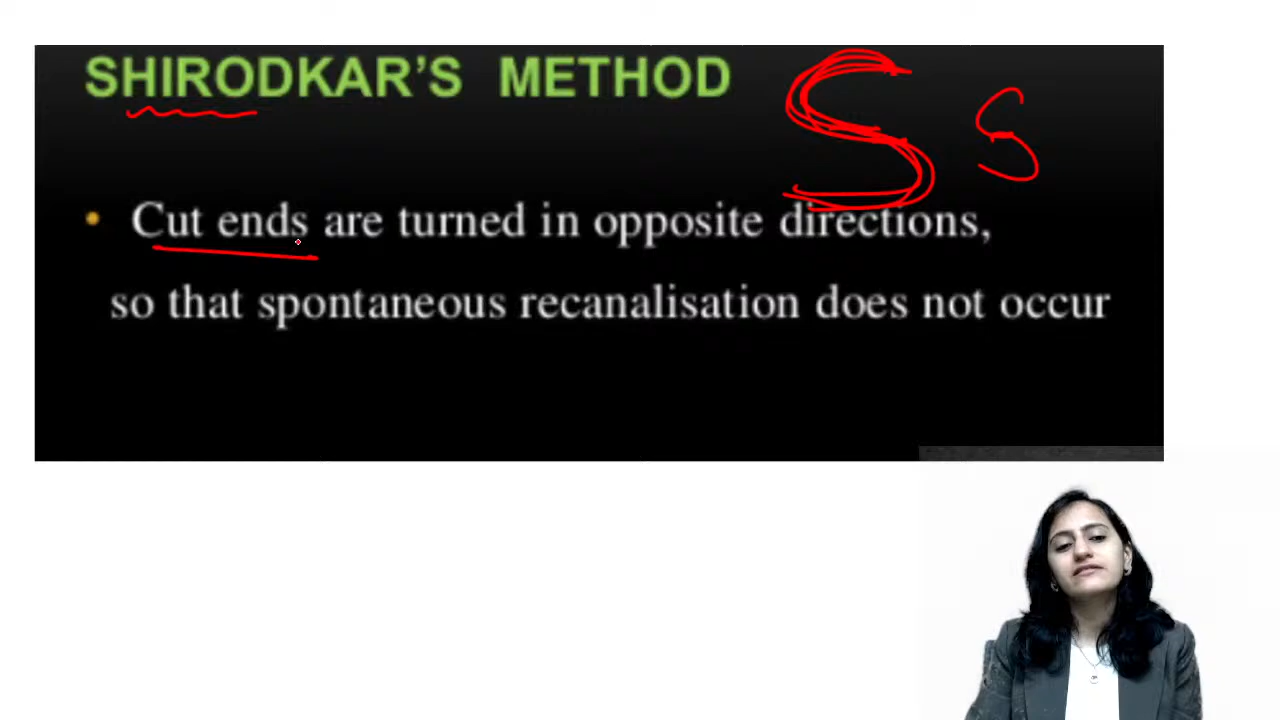 SHIRODKAR'S METHOD S S
• Cut ends are turned in opposite directions,
so that spontaneous recanalisation does not occur